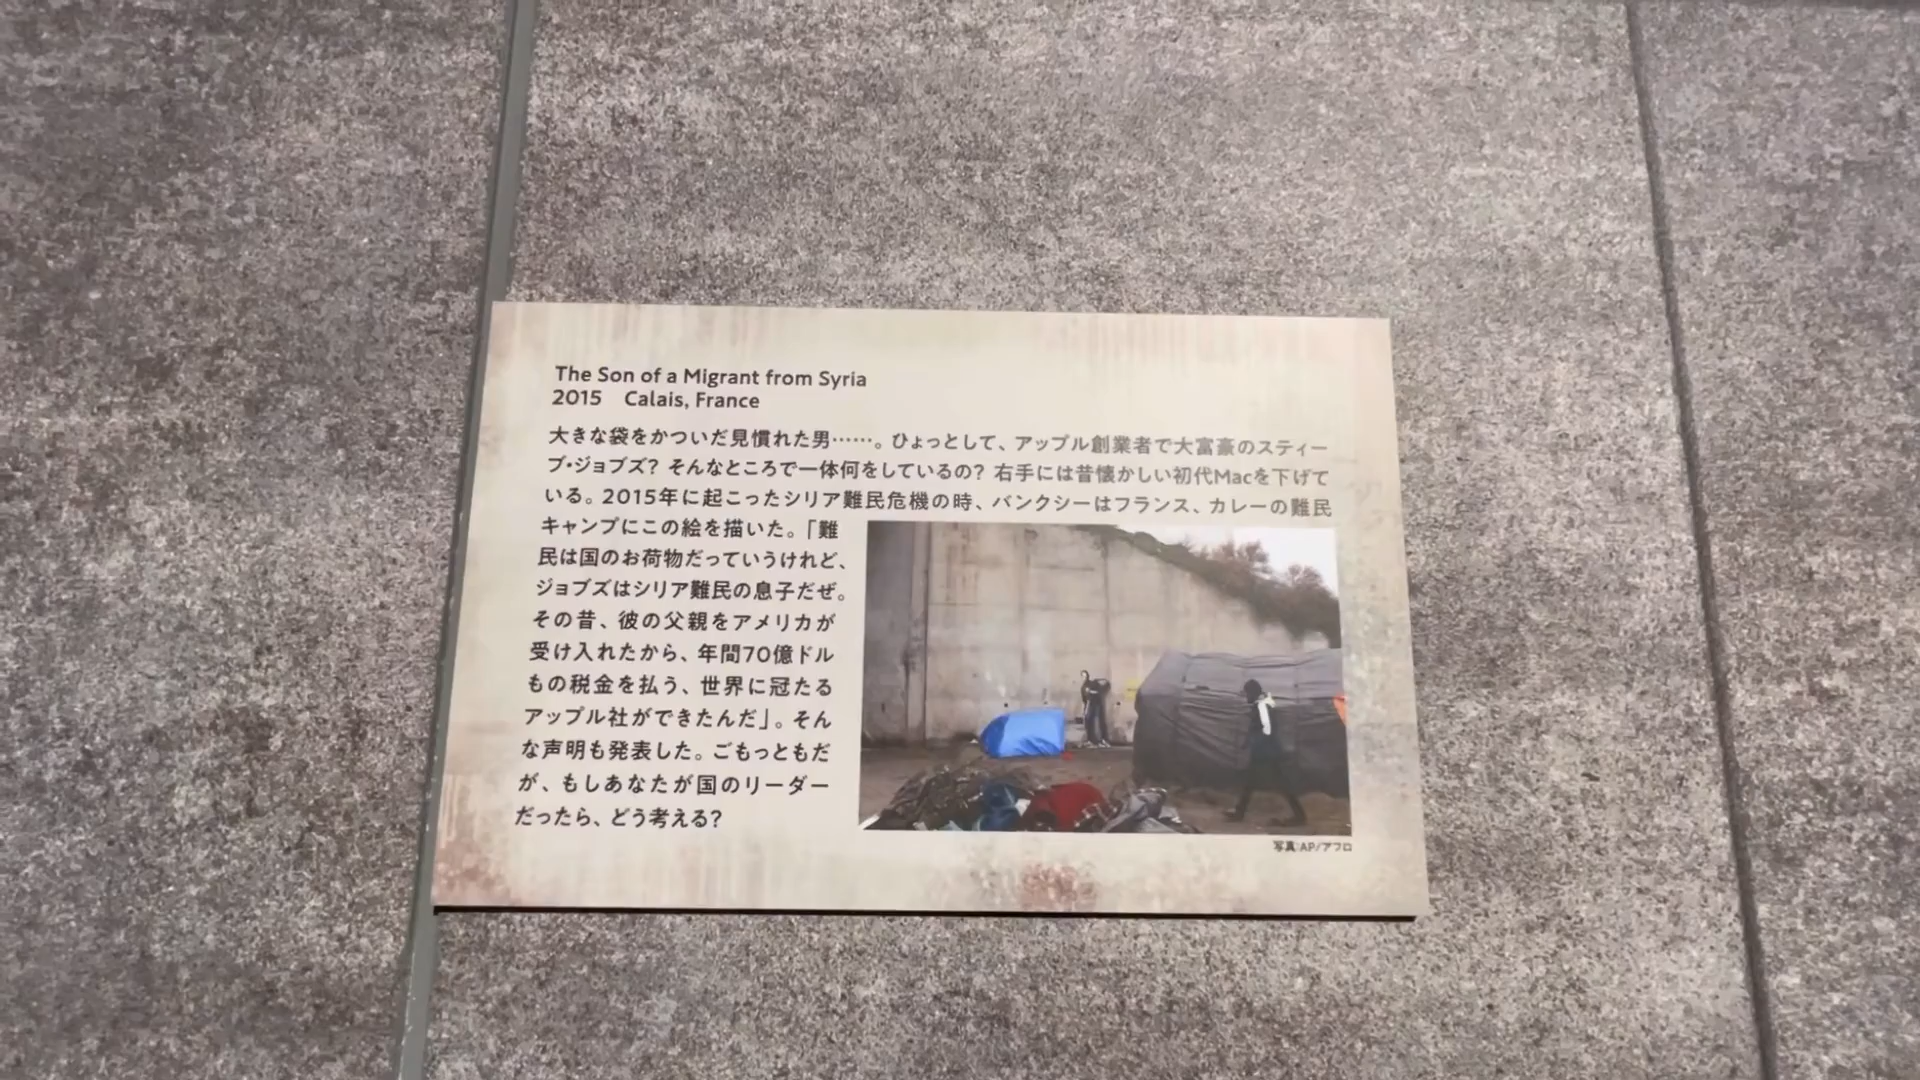 The Son of a Migrant from Syria
2015 Calais, France
大きな袋をかついだ見慣れた男……。ひょっとして、アップル創業者で大富豪のスティー
ブ・ジョブズ? そんなところで一体何をしているの? 右手には昔懐かしい初代Macを下げて
いる。2015年に起こったシリア難民危機の時、バンクシーはフランス、カレーの難民
キャンプにこの絵を描いた。「難
民は国のお荷物だっていうけれど、
ジョブズはシリア難民の息子だぜ。
その昔、彼の父親をアメリカが
受け入れたから、年間70億ドル
もの税金を払う、世界に冠たる
アップル社ができたんだ」。そん
な声明も発表した。ごもっともだ
が、もしあなたが国のリーダー
だったら、どう考える?
写真:AP/アフロ